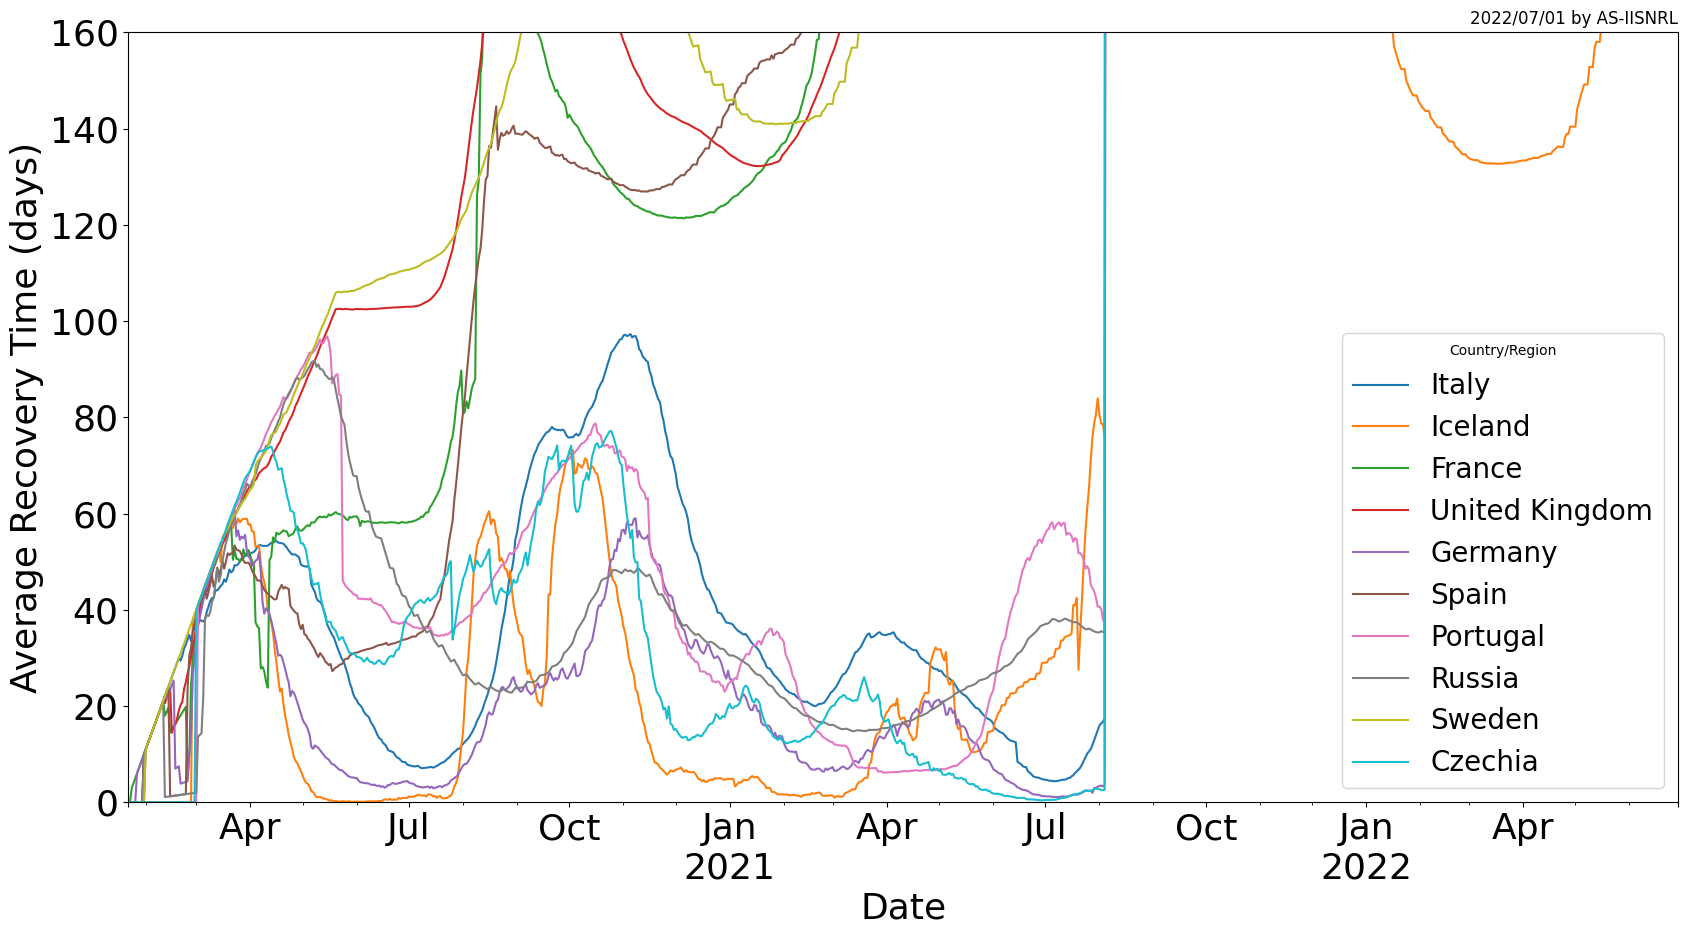 2022/07/01 by AS-IISNRL
Average Recovery Time (days)
160
140
120
100
80
60
40
20
0
Apr Jul Oct Jan Apr Jul Oct Jan Apr
2021 2022
Date
Country/Region
Italy
Iceland
France
United Kingdom
Germany
Spain
Portugal
Russia
Sweden
Czechia